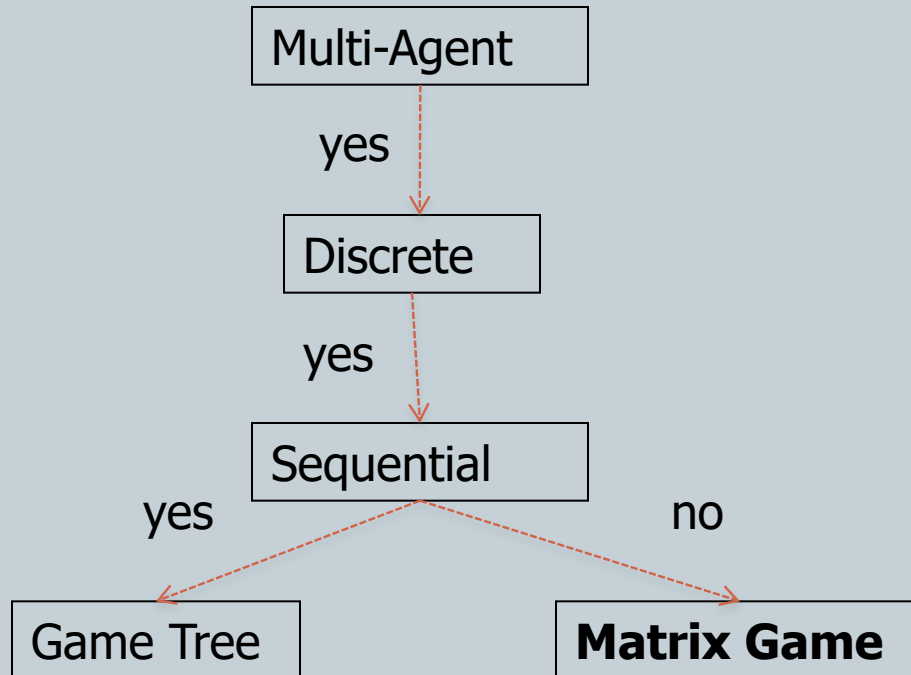 Multi-Agent
yes
Discrete
yes
Sequential
yes
no
Game Tree
Matrix Game